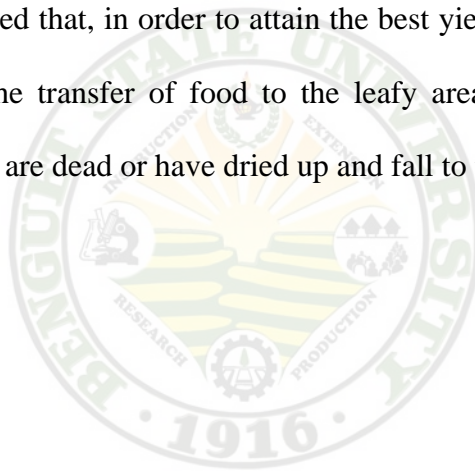 ed that, in order to attain the best yie
ne transfer of food to the leafy area
are dead or have dried up and fall to
BENGUET STATE UNIVERSITY
INSTRUCTION
EXTENSION
RESEARCH
PRODUCTION
· 1916 ·